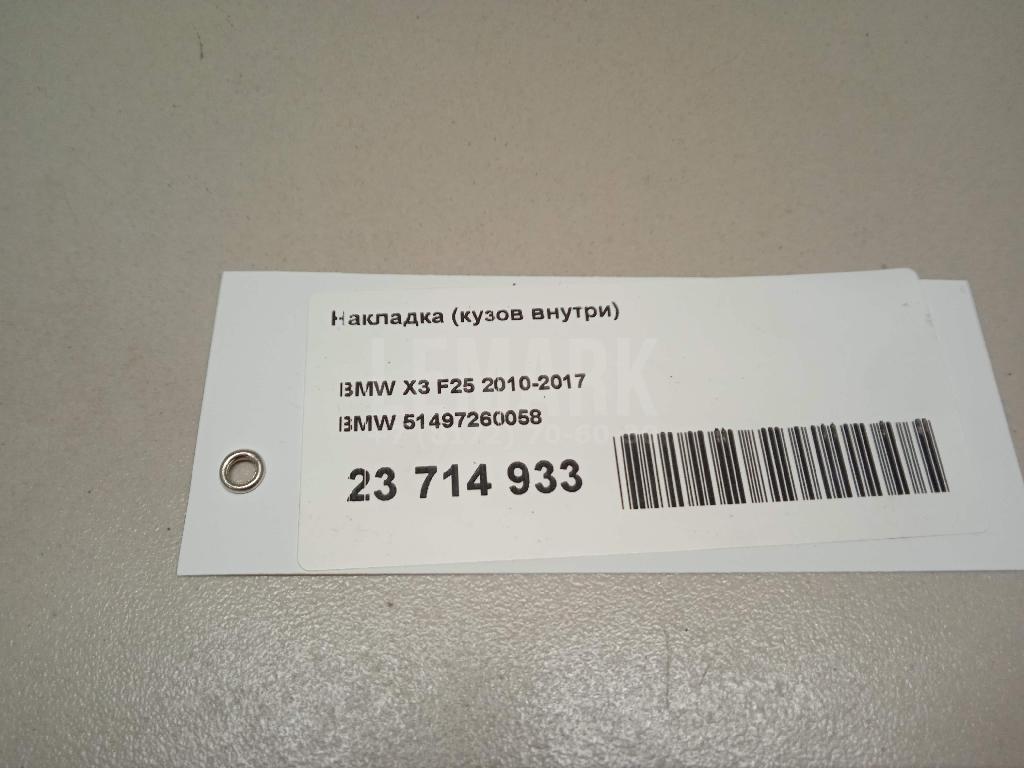 Накладка (кузов внутри)
LEMARK
BMW X3 F25 2010-2017
BMW 51497260058
23 714 933